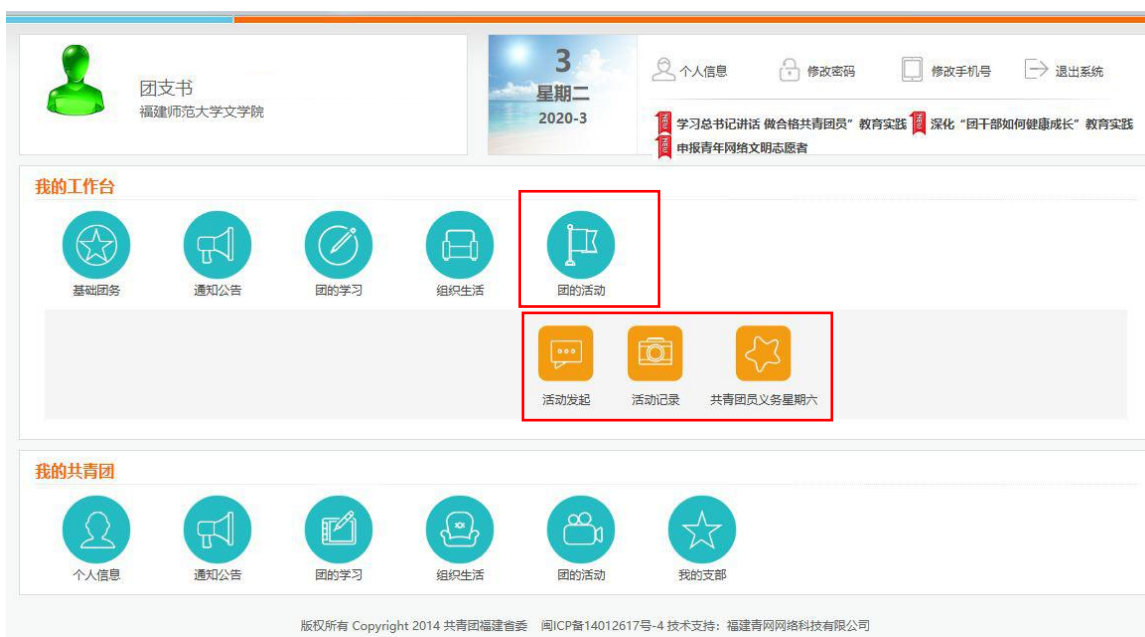 团支书
福建师范大学文学院
3
星期二
2020-3
个人信息 修改密码 修改手机号 退出系统
NEW 学习总书记讲话 做合格共青团员”教育实践 NEW 深化“团干部如何健康成长”教育实践
NEW 申报青年网络文明志愿者
我的工作台
基础团务 通知公告 团的学习 组织生活 团的活动
活动发起 活动记录 共青团员义务星期六
我的共青团
个人信息 通知公告 团的学习 组织生活 团的活动 我的支部
版权所有 Copyright 2014 共青团福建省委 闽ICP备14012617号-4 技术支持：福建青网网络科技有限公司